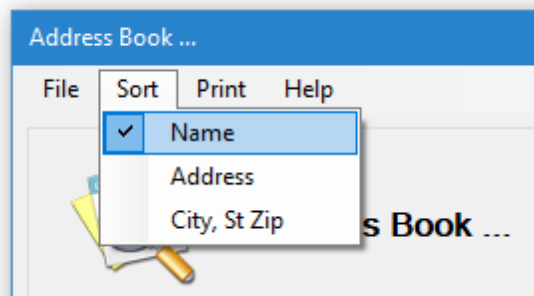 Address Book ...
File Sort Print Help
Name
Address
City, St Zip
s Book ...